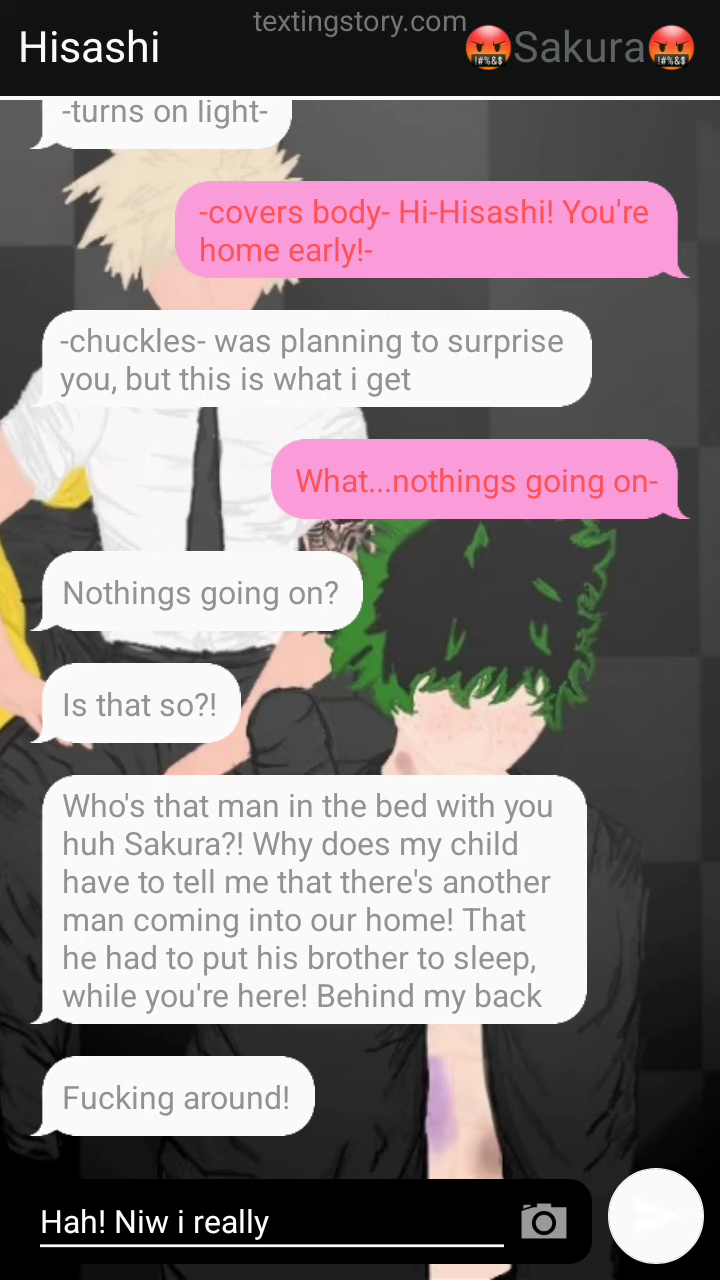 textingstory.com
Hisashi
🤬Sakura🤬
-turns on light-
-covers body- Hi-Hisashi! You're
home early!-
-chuckles- was planning to surprise
you, but this is what i get
What...nothings going on-
Nothings going on?
Is that so?!
Who's that man in the bed with you
huh Sakura?! Why does my child
have to tell me that there's another
man coming into our home! That
he had to put his brother to sleep,
while you're here! Behind my back
Fucking around!
Hah! Niw i really